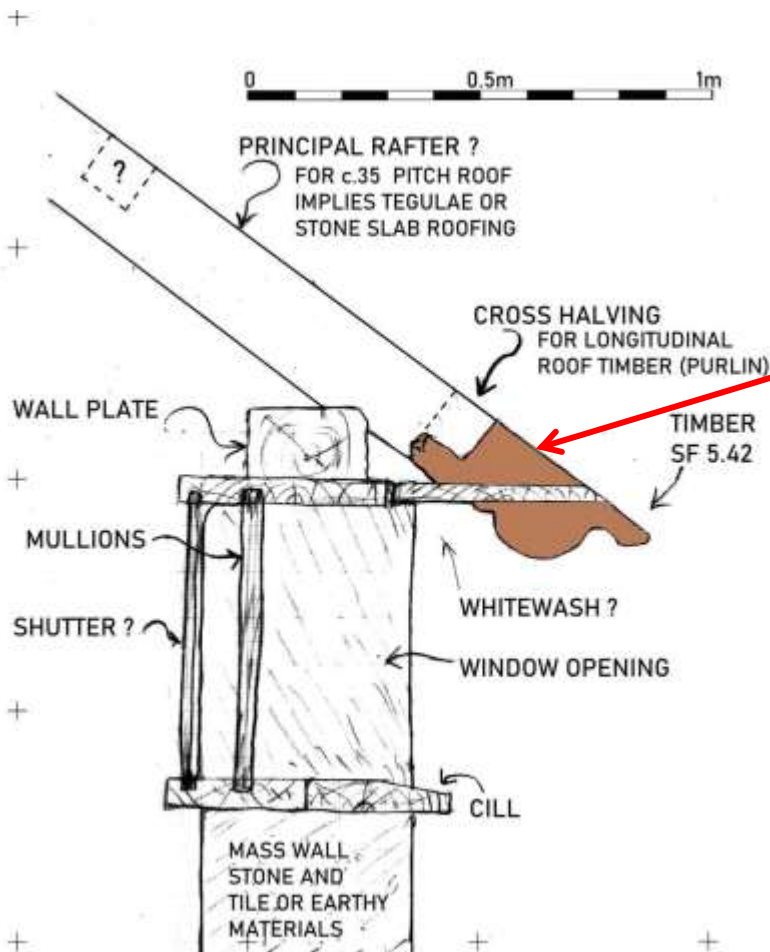 0 0.5m 1m
PRINCIPAL RAFTER ?
FOR c.35 PITCH ROOF
IMPLIES TEGULAE OR
STONE SLAB ROOFING
?
CROSS HALVING
FOR LONGITUDINAL
ROOF TIMBER (PURLIN)
WALL PLATE
TIMBER
SF 5.42
MULLIONS
WHITEWASH ?
SHUTTER ?
WINDOW OPENING
CILL
MASS WALL
STONE AND
TILE OR EARTHY
MATERIALS